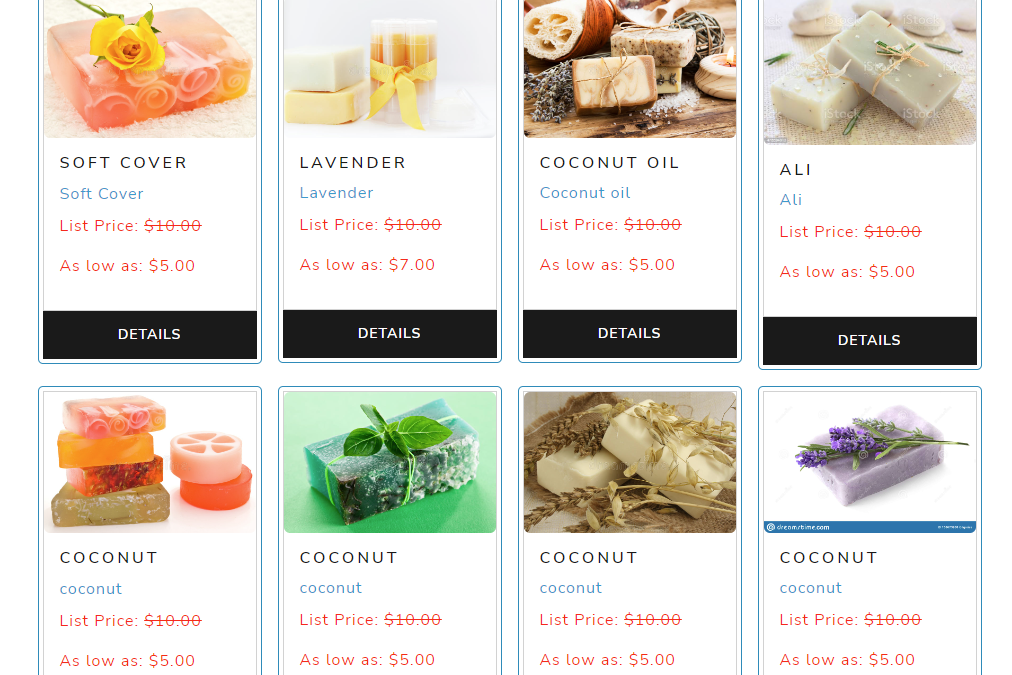 iStock
iStock
iStock
iStock
iStock
SOFT COVER
Soft Cover
List Price: $10.00
As low as: $5.00
DETAILS
LAVENDER
Lavender
List Price: $10.00
As low as: $7.00
DETAILS
COCONUT OIL
Coconut oil
List Price: $10.00
As low as: $5.00
DETAILS
ALI
Ali
List Price: $10.00
As low as: $5.00
DETAILS
dreamstime.com
COCONUT
coconut
List Price: $10.00
As low as: $5.00
COCONUT
coconut
List Price: $10.00
As low as: $5.00
COCONUT
coconut
List Price: $10.00
As low as: $5.00
COCONUT
coconut
List Price: $10.00
As low as: $5.00